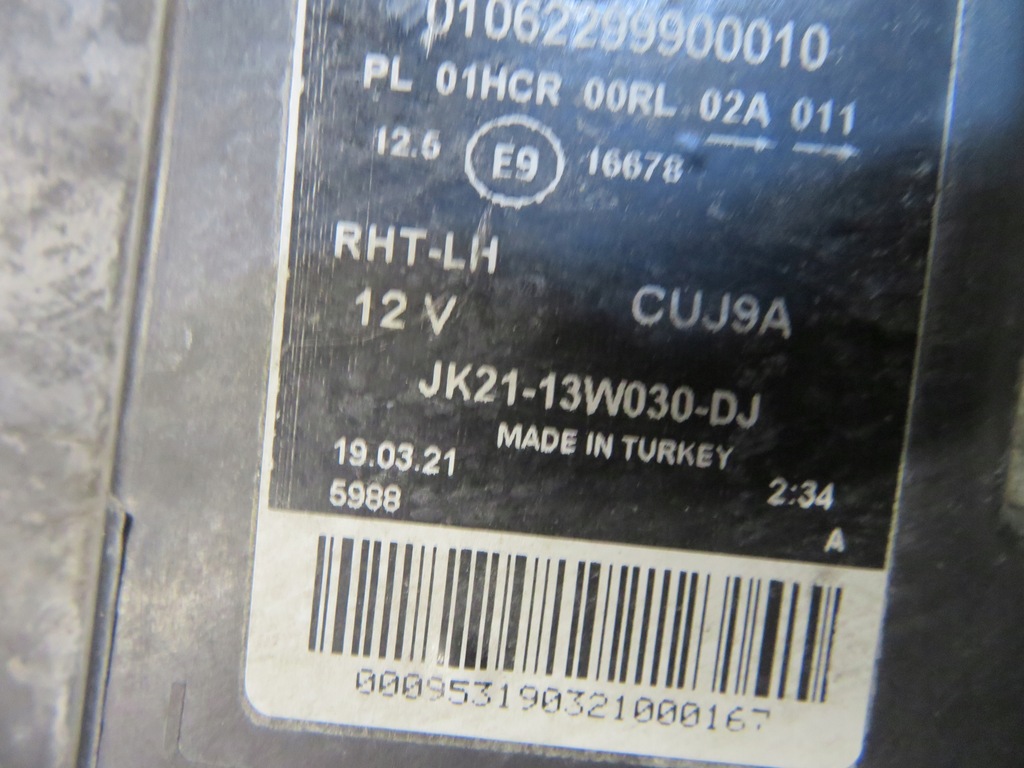 01062299900010
PL 01HCR 00RL 02A 011
12.5 E9 16678
RHT-LH
12 V CUJ9A
JK21-13W030-DJ
MADE IN TURKEY
19.03.21
5988 2:34
A
000953190321000167